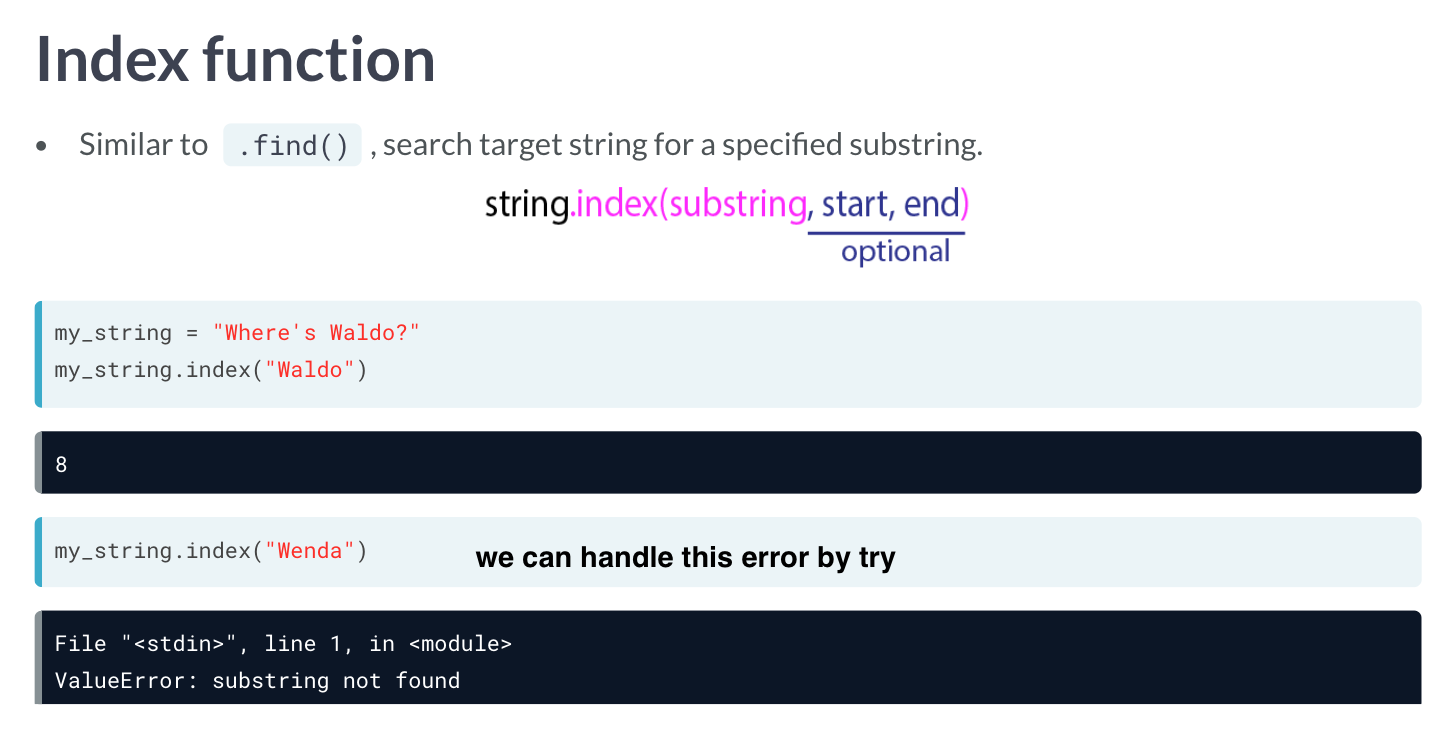 Index function
• Similar to .find() , search target string for a specified substring.
string.index(substring, start, end)
optional
my_string = "Where's Waldo?"
my_string.index("Waldo")
8
my_string.index("Wenda")
we can handle this error by try
File "<stdin>", line 1, in <module>
ValueError: substring not found